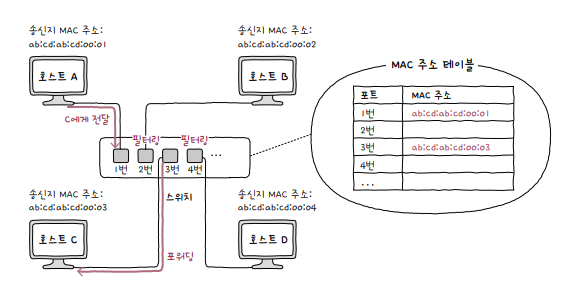 송신지 MAC 주소:
ab:cd:ab:cd:00:01
호스트 A
C에게 전달
송신지 MAC 주소:
ab:cd:ab:cd:00:02
호스트 B
필터링
필터링
1번
2번
3번
4번
...
스위치
포워딩
송신지 MAC 주소:
ab:cd:ab:cd:00:03
호스트 C
송신지 MAC 주소:
ab:cd:ab:cd:00:04
호스트 D
MAC 주소 테이블
포트 MAC 주소
1번 ab:cd:ab:cd:00:01
2번
3번 ab:cd:ab:cd:00:03
4번
...